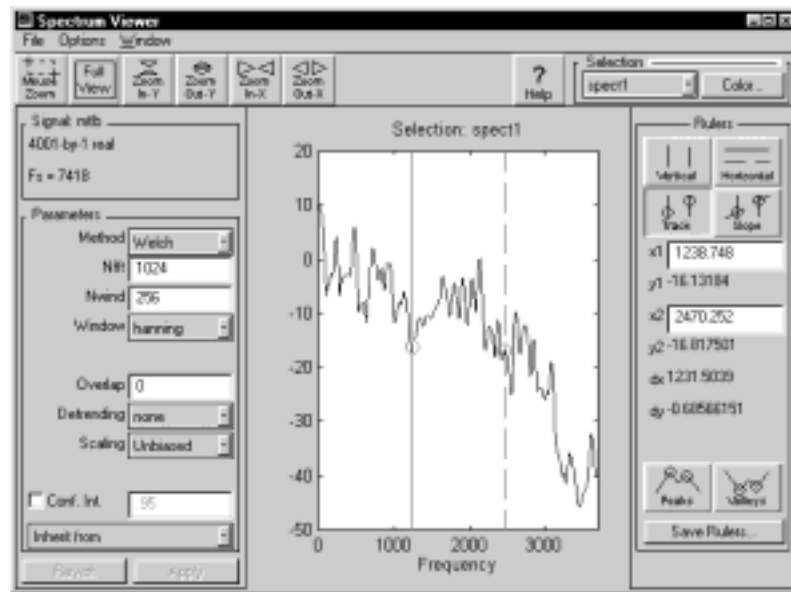 Spectrum Viewer
File Options Window
Mouse Zoom
Full View
Zoom In-Y
Zoom Out-Y
Zoom In-X
Zoom Out-X
? Help
Selection
spect1
Color...
Signal: mtlb
4001-by-1 real
Fs = 7418
Parameters
Method Welch
Nfft 1024
Nwind 256
Window hanning
Overlap 0
Detrending none
Scaling Unbiased
Conf. Int. .95
Inherit from
Revert
Apply
Selection: spect1
20
10
0
-10
-20
-30
-40
-50
0 1000 2000 3000
Frequency
Rulers
Vertical
Horizontal
Track
Slope
x1 1238.748
y1 -16.13184
x2 2470.252
y2 -16.817501
dx 1231.5039
dy -0.68566151
Peaks
Valleys
Save Rulers...